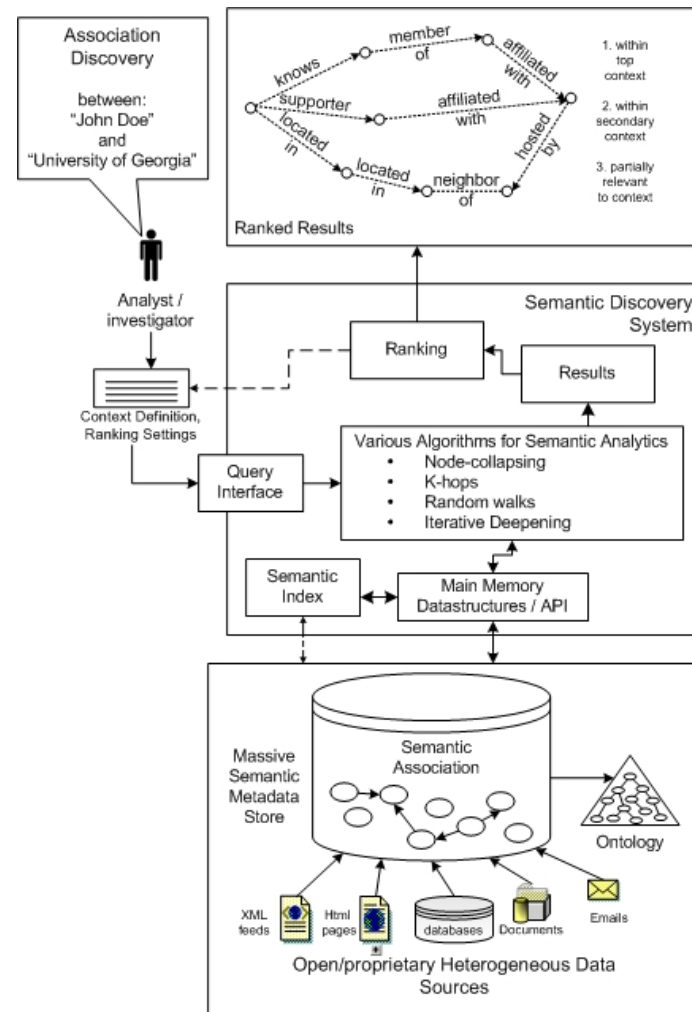 Association
Discovery
between:
"John Doe"
and
"University of Georgia"
Analyst /
investigator
Context Definition,
Ranking Settings
knows
member
of
affiliated
with
supporter
affiliated
with
located
in
located
in
neighbor
of
hosted
by
1. within
top
context
2. within
secondary
context
3. partially
relevant
to context
Ranked Results
Semantic Discovery
System
Ranking
Results
Query
Interface
Various Algorithms for Semantic Analytics
• Node-collapsing
• K-hops
• Random walks
• Iterative Deepening
Semantic
Index
Main Memory
Datastructures / API
Massive
Semantic
Metadata
Store
Semantic
Association
Ontology
XML
feeds
Html
pages
databases
Documents
Emails
Open/proprietary Heterogeneous Data
Sources